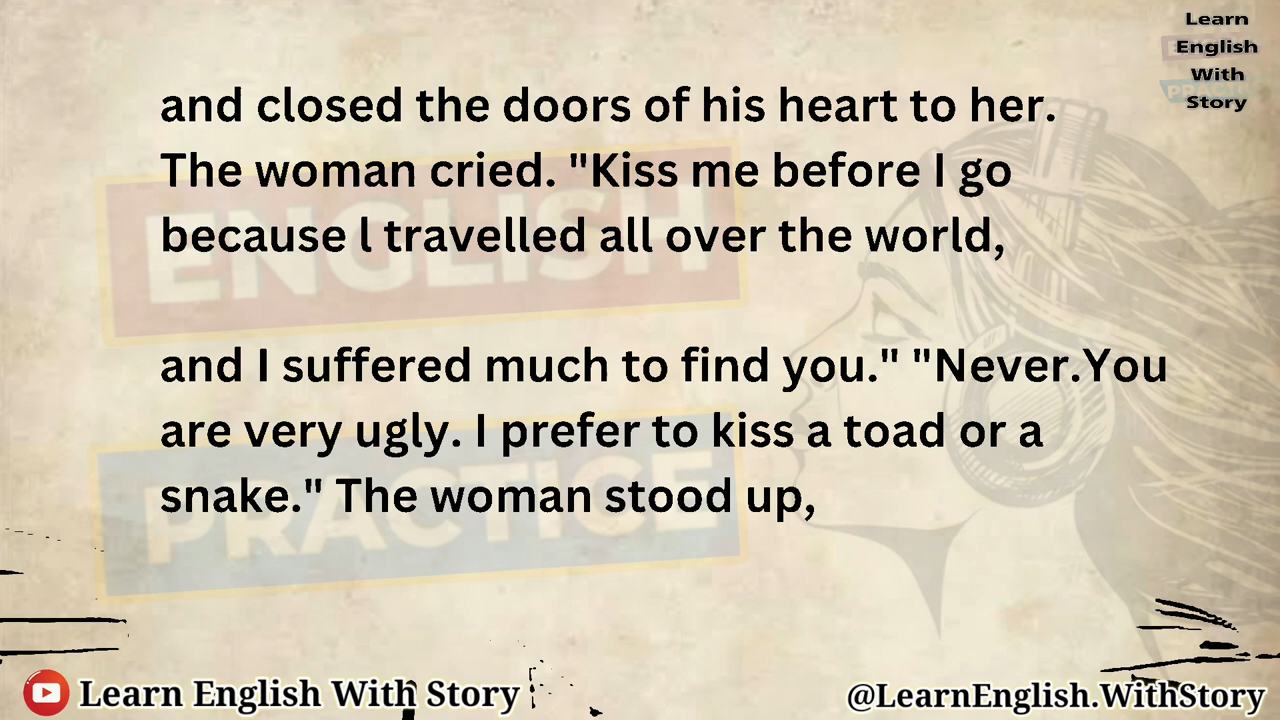 Learn
English
With
Story
and closed the doors of his heart to her.
The woman cried. "Kiss me before I go
because l travelled all over the world,
and I suffered much to find you." "Never.You
are very ugly. I prefer to kiss a toad or a
snake." The woman stood up,
ENGLISH
PRACTICE
Learn English With Story
@LearnEnglish.WithStory